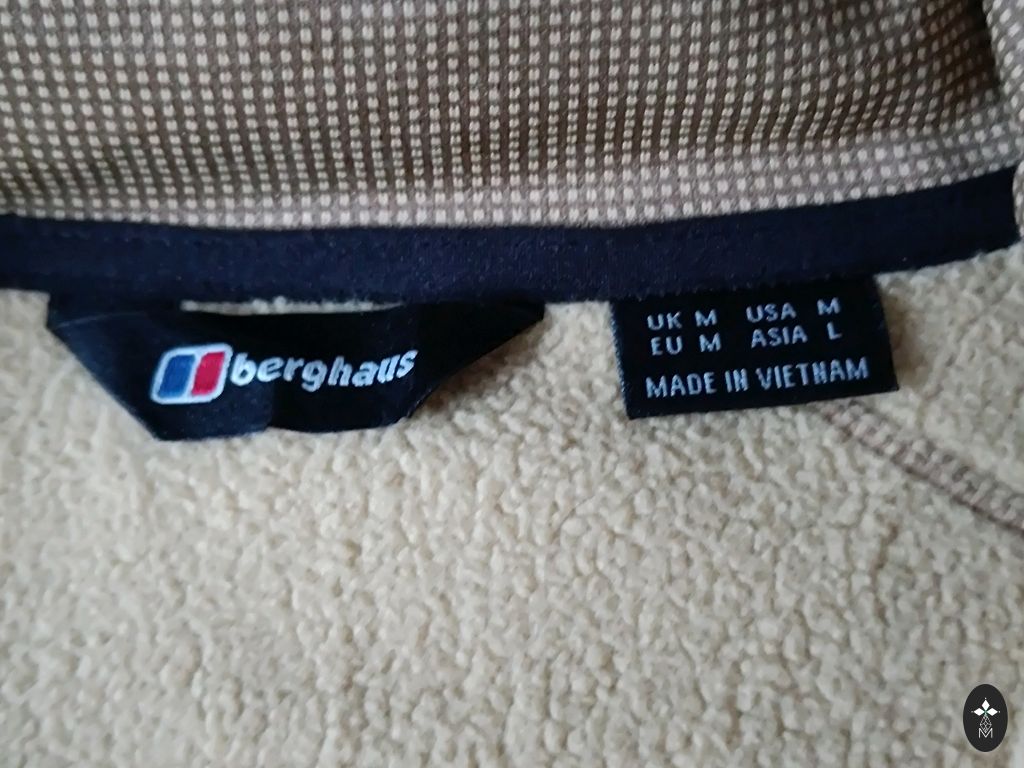 berghaus
UK M USA M
EU M ASIA L
MADE IN VIETNAM
M